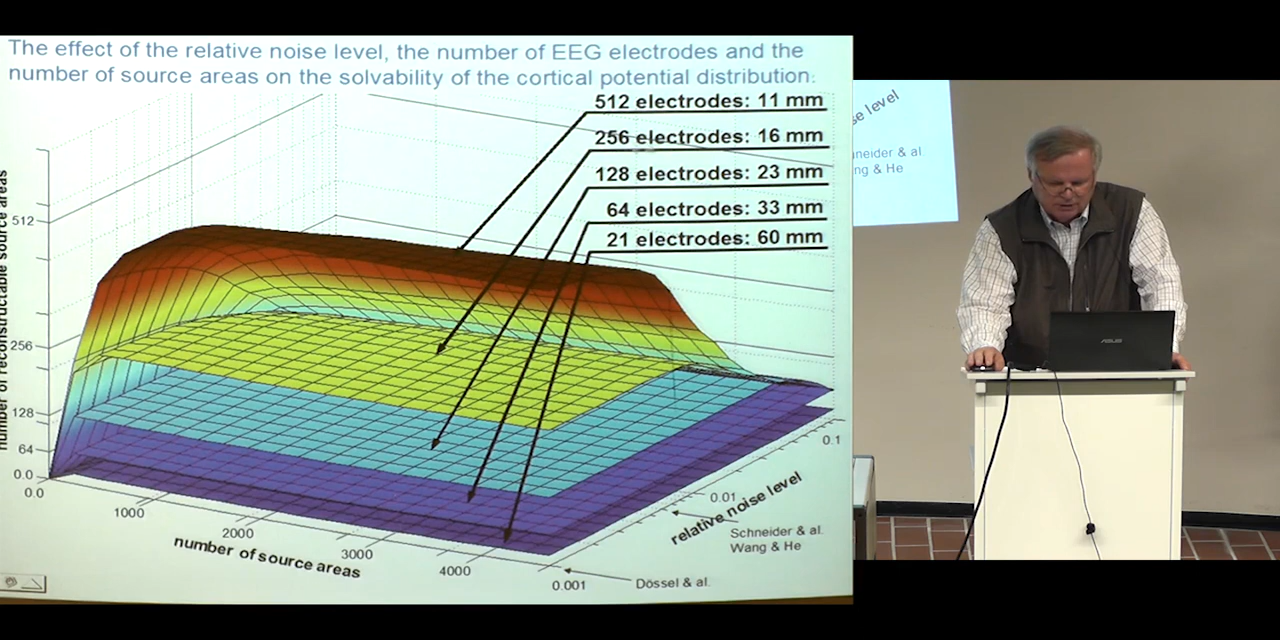 The effect of the relative noise level, the number of EEG electrodes and the
number of source areas on the solvability of the cortical potential distribution.
512 electrodes: 11 mm
256 electrodes: 16 mm
128 electrodes: 23 mm
64 electrodes: 33 mm
21 electrodes: 60 mm
number of reconstructable source areas
512
256
128
64
0.0
0.0
1000
2000
3000
4000
number of source areas
0.001
0.01
0.1
relative noise level
Schneider & al.
Wang & He
Dössel & al.
se level
neider & al
ng & He
ASUS